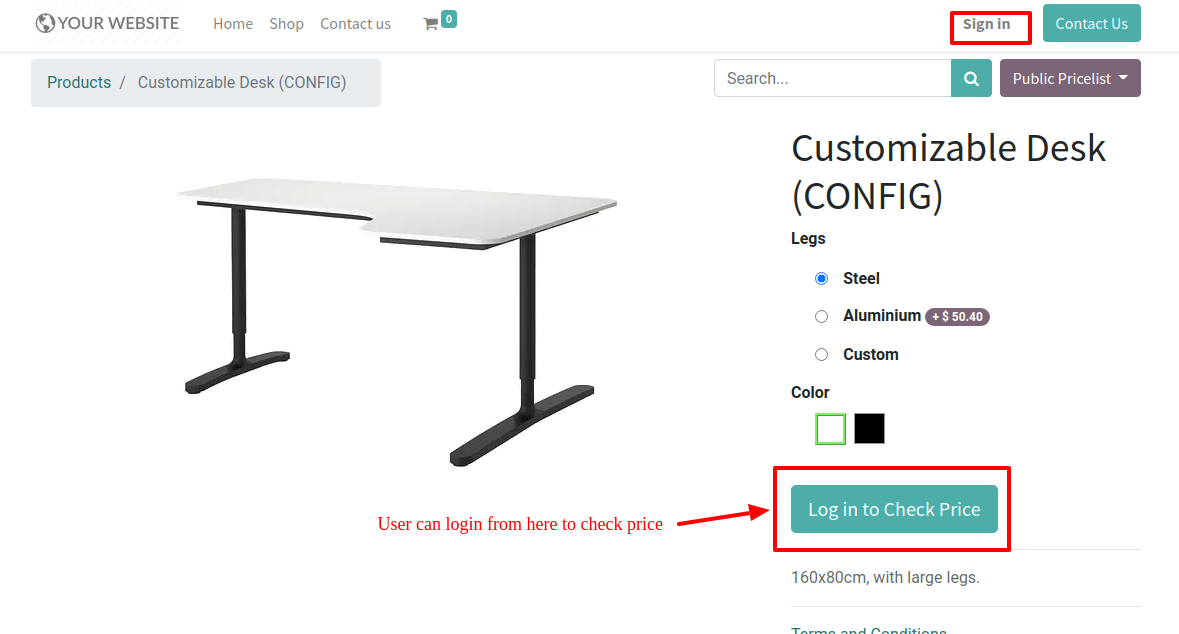 YOUR WEBSITE
Home Shop Contact us 0 Sign in Contact Us
Products / Customizable Desk (CONFIG)
Search...
Public Pricelist
Customizable Desk
(CONFIG)
Legs
Steel
Aluminium + $ 50.40
Custom
Color
User can login from here to check price
Log in to Check Price
160x80cm, with large legs.
Terms and Conditions